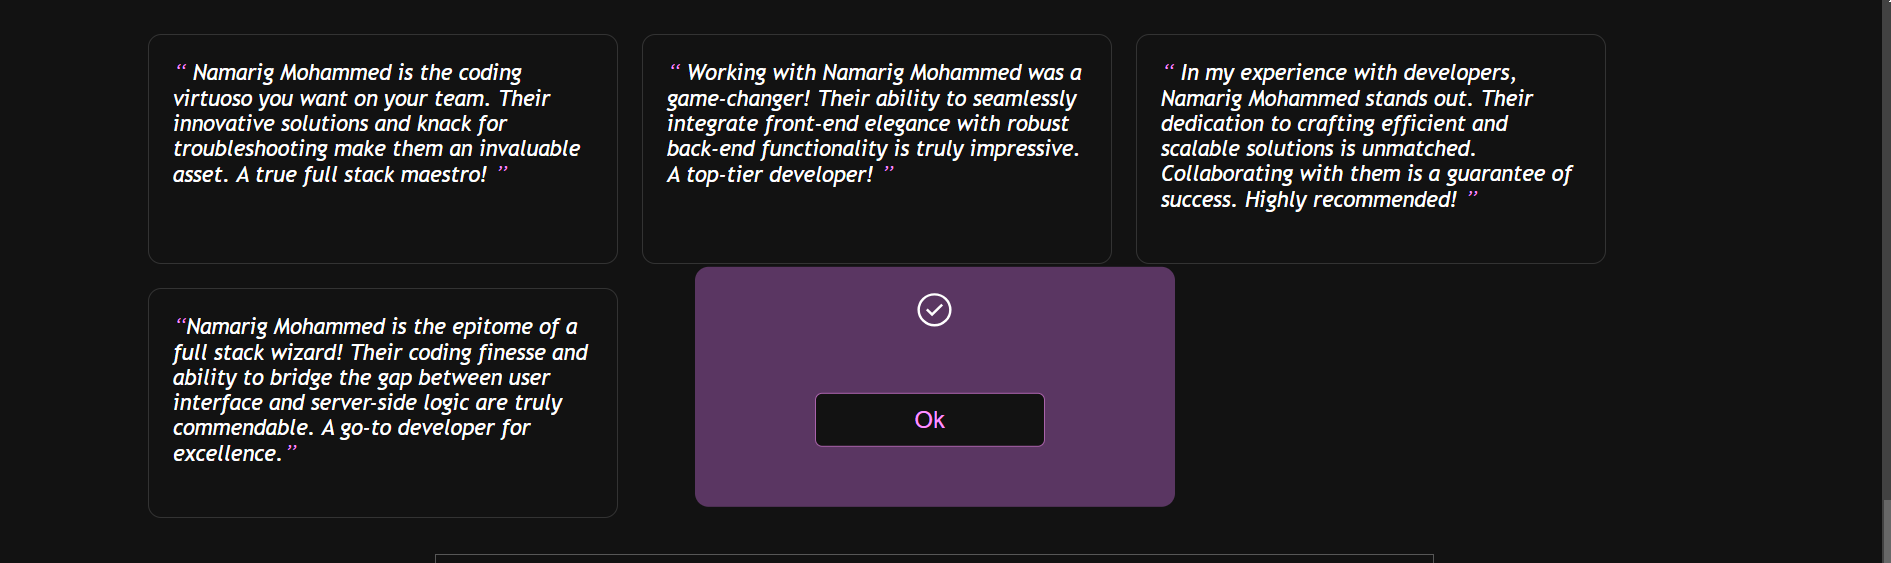 “ Namarig Mohammed is the coding
virtuoso you want on your team. Their
innovative solutions and knack for
troubleshooting make them an invaluable
asset. A true full stack maestro! ”
“ Working with Namarig Mohammed was a
game-changer! Their ability to seamlessly
integrate front-end elegance with robust
back-end functionality is truly impressive.
A top-tier developer! ”
“ In my experience with developers,
Namarig Mohammed stands out. Their
dedication to crafting efficient and
scalable solutions is unmatched.
Collaborating with them is a guarantee of
success. Highly recommended! ”
“Namarig Mohammed is the epitome of a
full stack wizard! Their coding finesse and
ability to bridge the gap between user
interface and server-side logic are truly
commendable. A go-to developer for
excellence.”
Ok